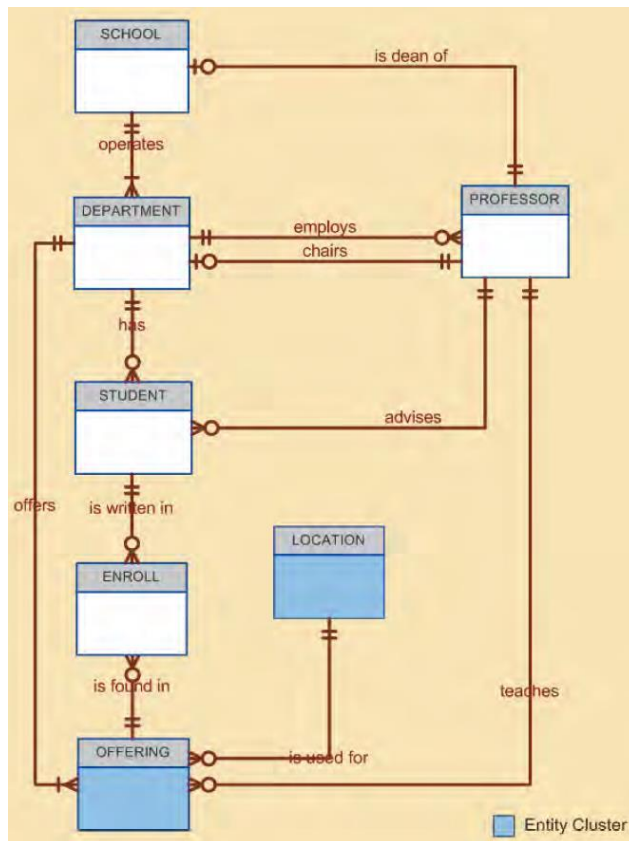 SCHOOL
is dean of
operates
DEPARTMENT
PROFESSOR
employs
chairs
has
STUDENT
advises
offers
is written in
LOCATION
ENROLL
is found in
teaches
OFFERING
is used for
Entity Cluster